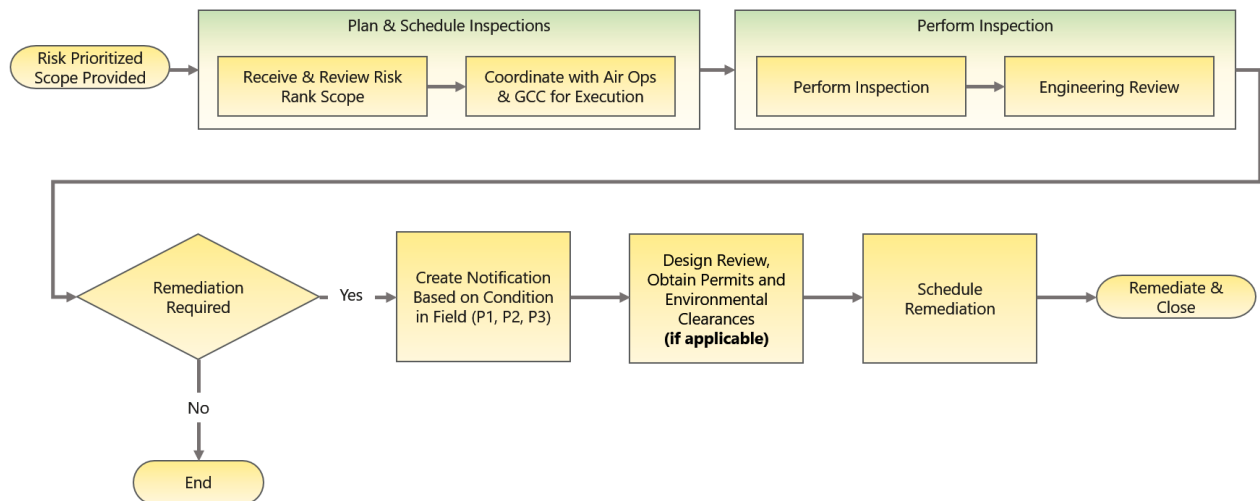 Plan & Schedule Inspections
Perform Inspection
Risk Prioritized
Scope Provided
Receive & Review Risk
Rank Scope
Coordinate with Air Ops
& GCC for Execution
Perform Inspection
Engineering Review
Remediation
Required
Yes
Create Notification
Based on Condition
in Field (P1, P2, P3)
Design Review,
Obtain Permits and
Environmental
Clearances
(if applicable)
Schedule
Remediation
Remediate &
Close
No
End